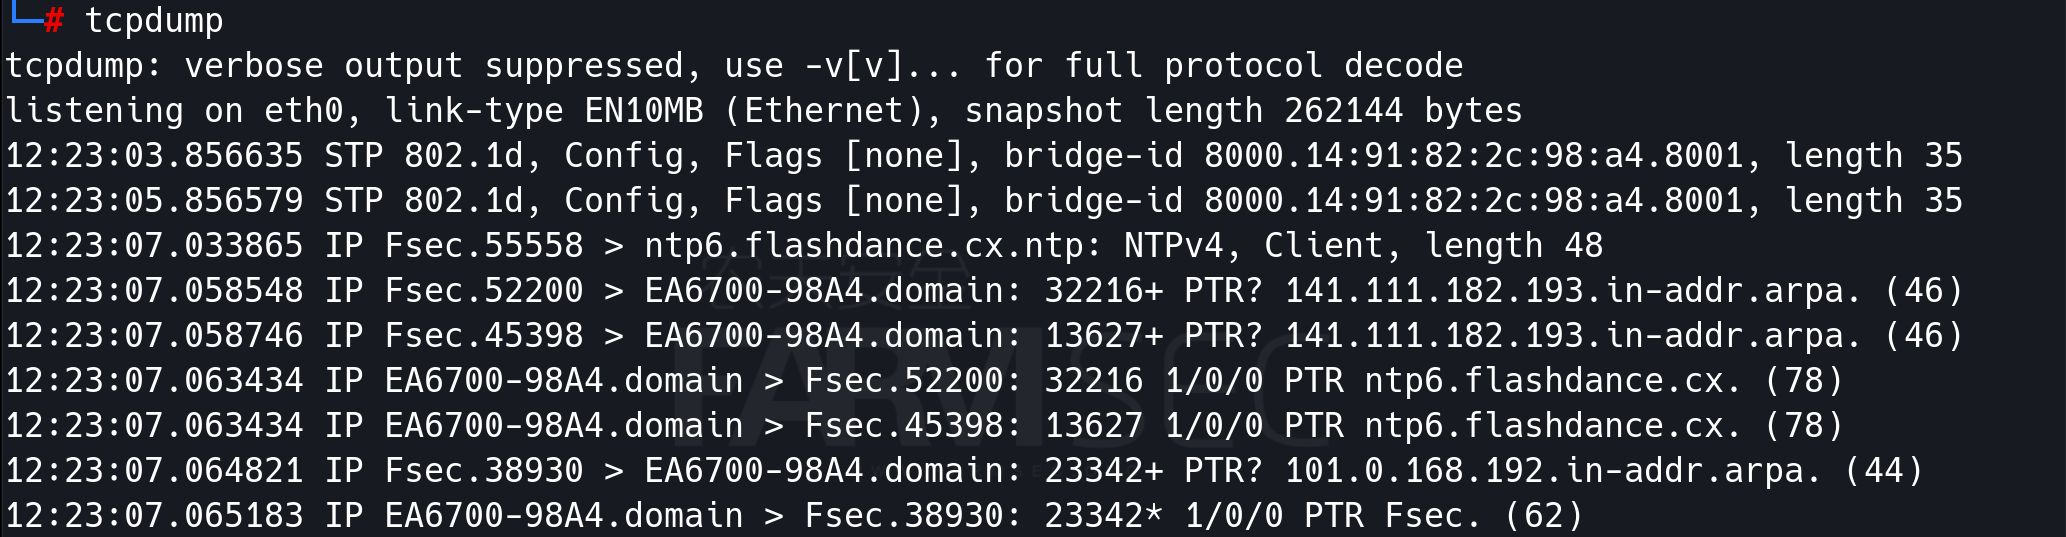 └─# tcpdump
tcpdump: verbose output suppressed, use -v[v]... for full protocol decode
listening on eth0, link-type EN10MB (Ethernet), snapshot length 262144 bytes
12:23:03.856635 STP 802.1d, Config, Flags [none], bridge-id 8000.14:91:82:2c:98:a4.8001, length 35
12:23:05.856579 STP 802.1d, Config, Flags [none], bridge-id 8000.14:91:82:2c:98:a4.8001, length 35
12:23:07.033865 IP Fsec.55558 > ntp6.flashdance.cx.ntp: NTPv4, Client, length 48
12:23:07.058548 IP Fsec.52200 > EA6700-98A4.domain: 32216+ PTR? 141.111.182.193.in-addr.arpa. (46)
12:23:07.058746 IP Fsec.45398 > EA6700-98A4.domain: 13627+ PTR? 141.111.182.193.in-addr.arpa. (46)
12:23:07.063434 IP EA6700-98A4.domain > Fsec.52200: 32216 1/0/0 PTR ntp6.flashdance.cx. (78)
12:23:07.063434 IP EA6700-98A4.domain > Fsec.45398: 13627 1/0/0 PTR ntp6.flashdance.cx. (78)
12:23:07.064821 IP Fsec.38930 > EA6700-98A4.domain: 23342+ PTR? 101.0.168.192.in-addr.arpa. (44)
12:23:07.065183 IP EA6700-98A4.domain > Fsec.38930: 23342* 1/0/0 PTR Fsec. (62)
FARMSEC